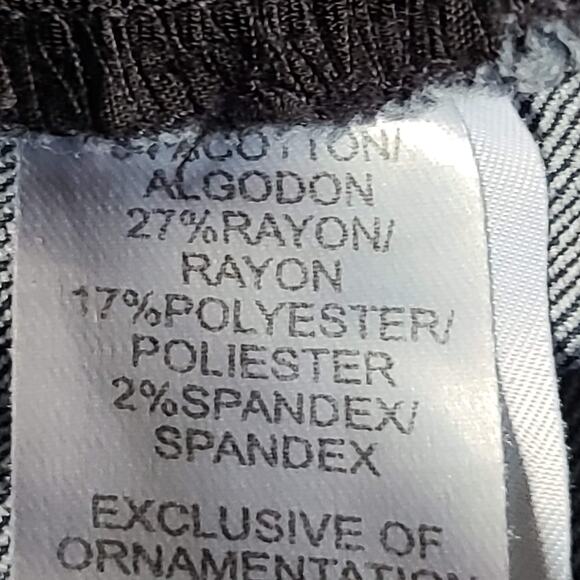 COTTON/
ALGODON
27%RAYON/
RAYON
17%POLYESTER/
POLIESTER
2%SPANDEX/
SPANDEX
EXCLUSIVE OF
ORNAMENTATION